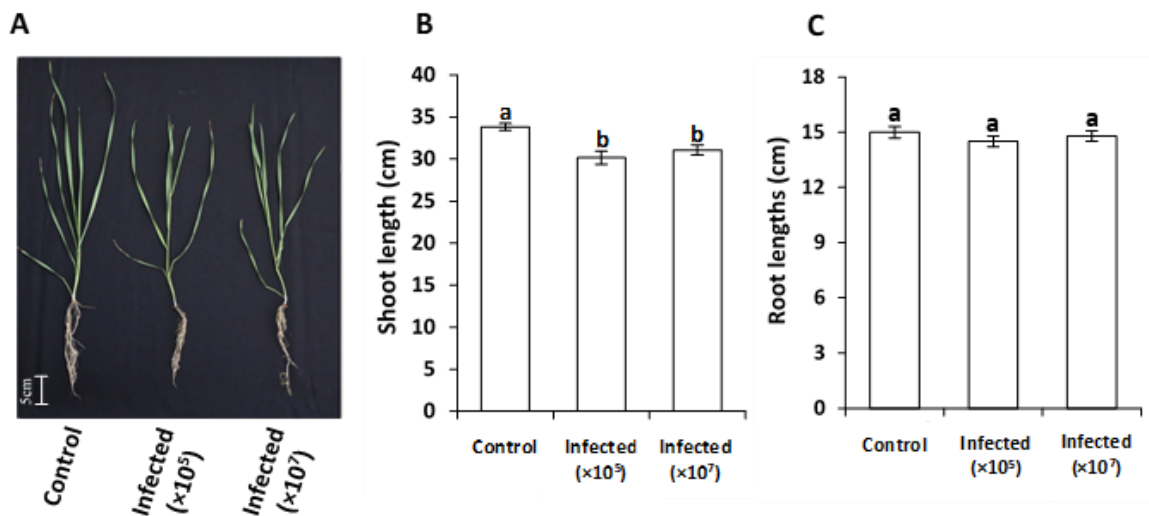 A
5cm
Control
Infected
(×10⁵)
Infected
(×10⁷)
B
Shoot length (cm)
40
35
30
25
20
15
10
5
0
a
b
b
Control
Infected
(×10⁵)
Infected
(×10⁷)
C
Root lengths (cm)
18
15
12
9
6
3
0
a
a
a
Control
Infected
(×10⁵)
Infected
(×10⁷)